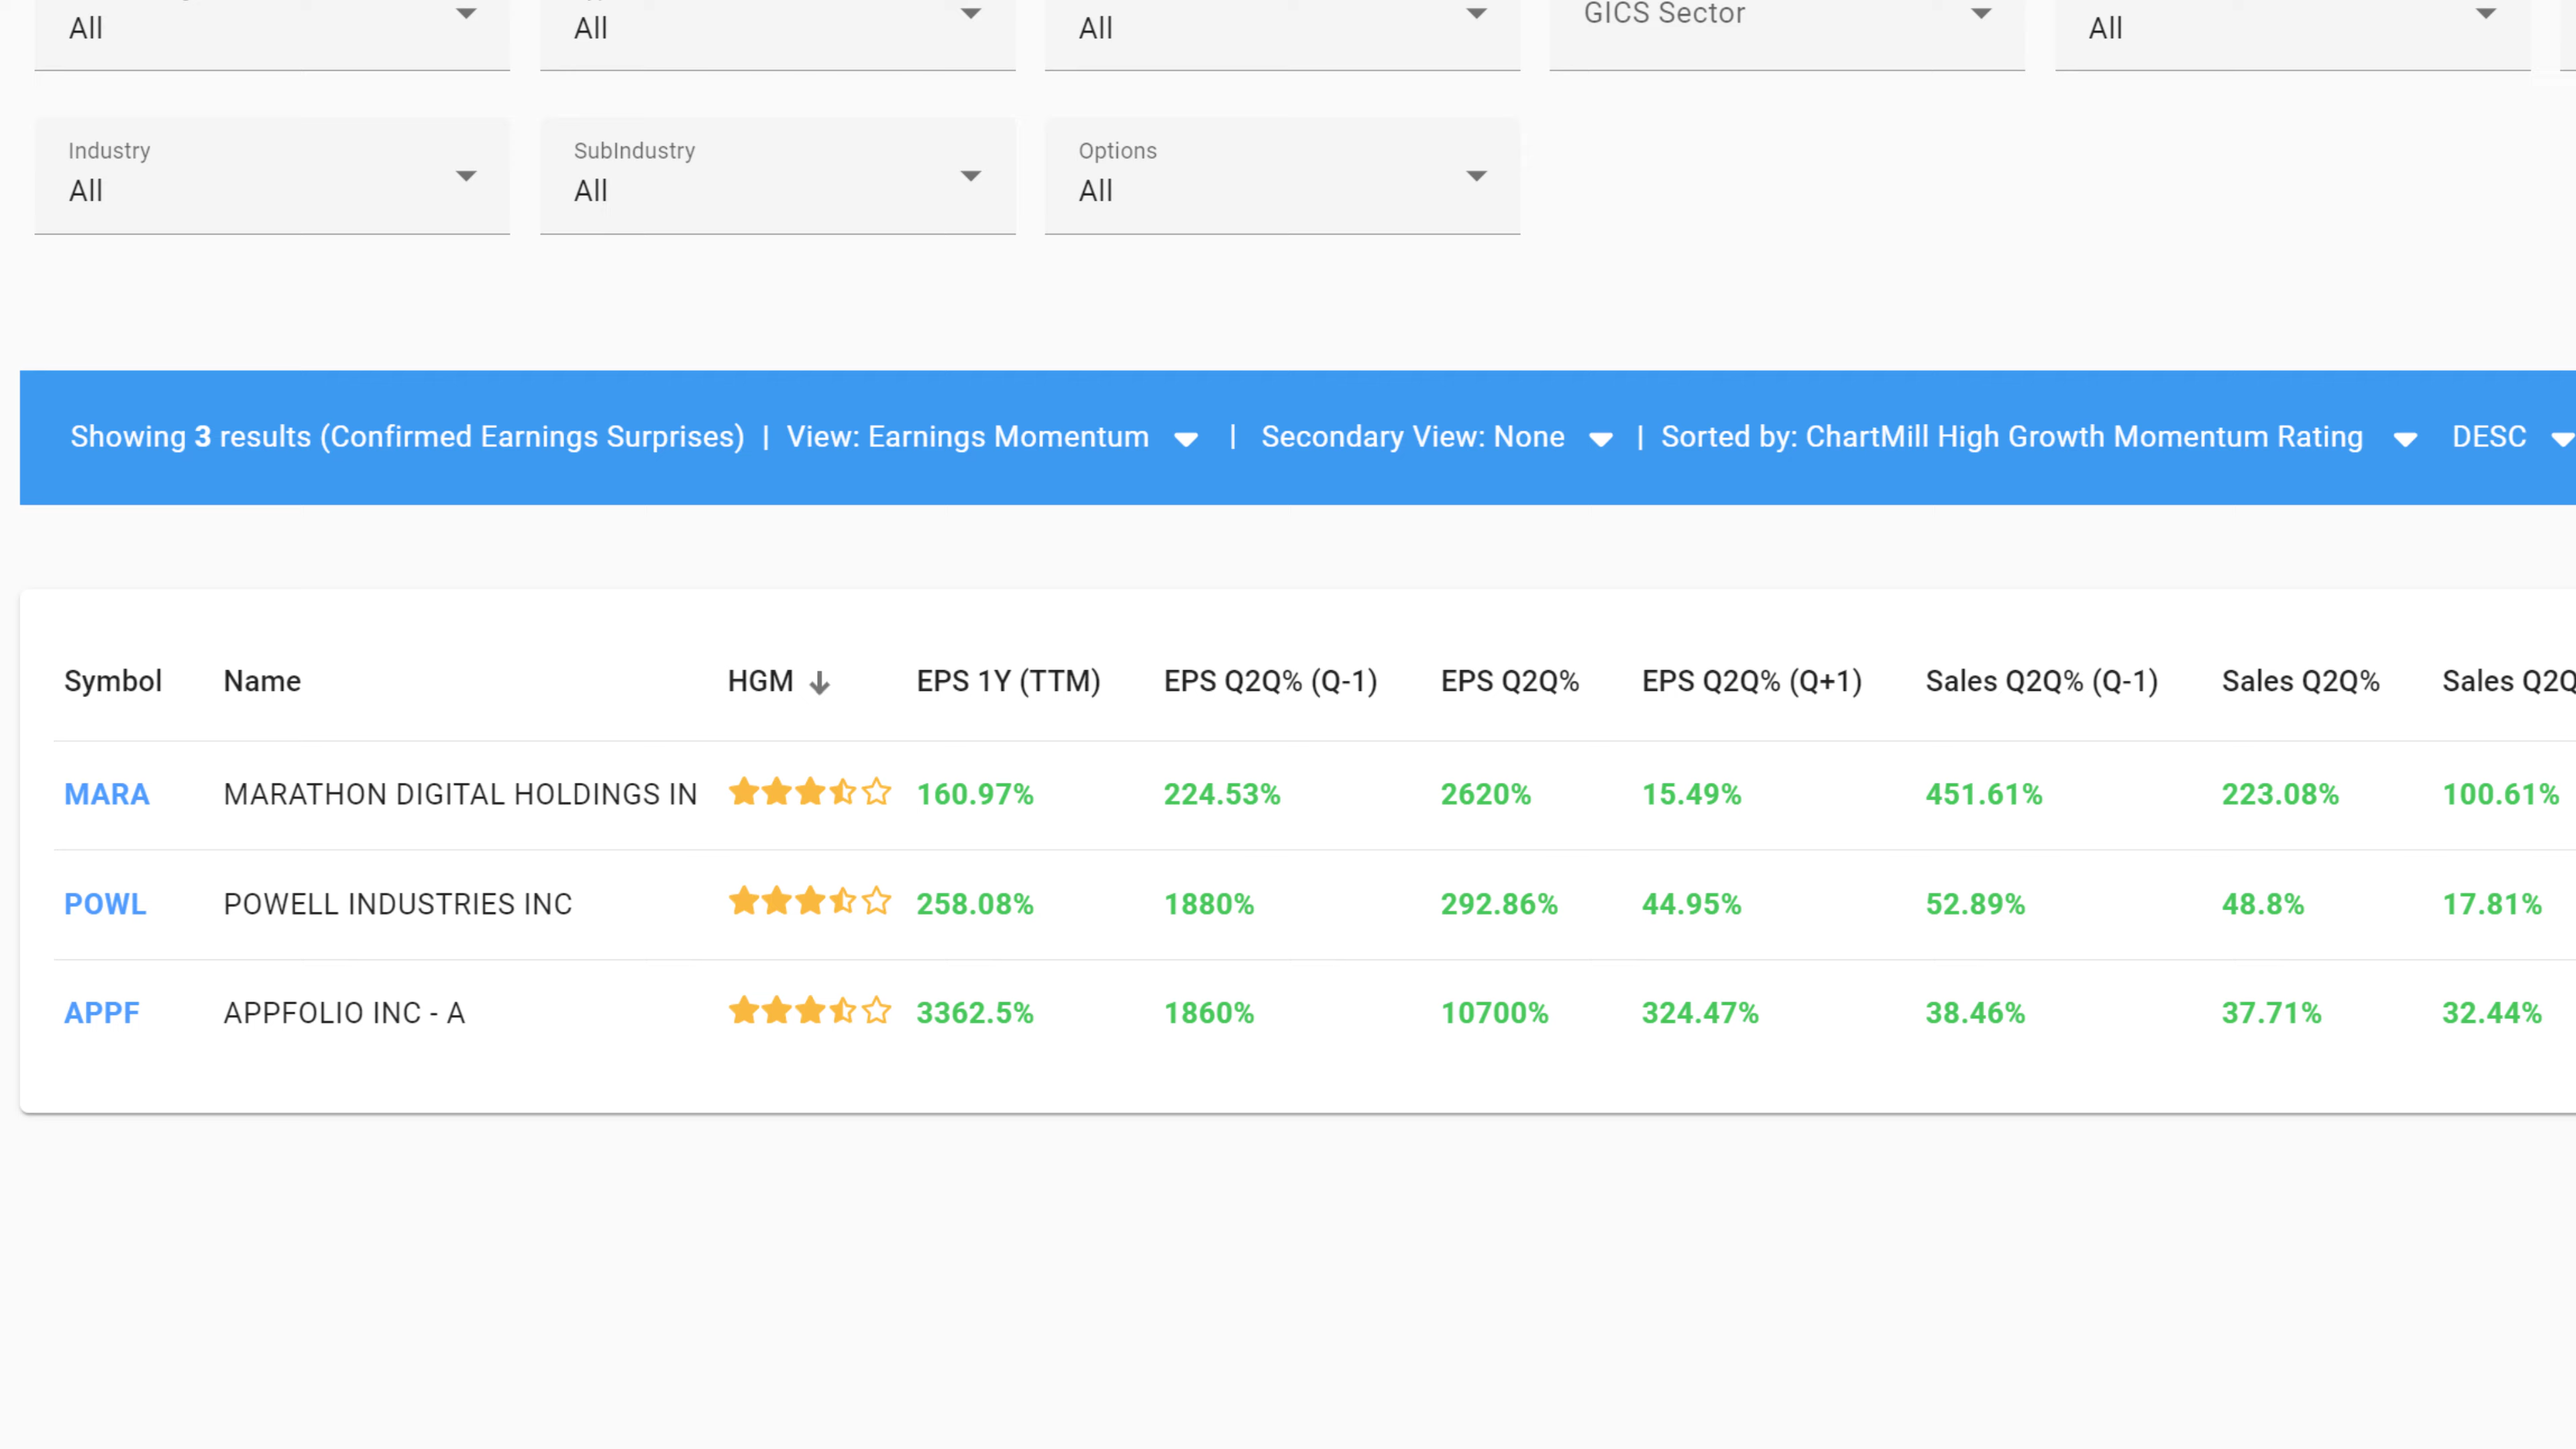 All All All GICS Sector All
Industry SubIndustry Options
All All All
Showing 3 results (Confirmed Earnings Surprises) | View: Earnings Momentum | Secondary View: None | Sorted by: ChartMill High Growth Momentum Rating DESC
Symbol Name HGM EPS 1Y (TTM) EPS Q2Q% (Q-1) EPS Q2Q% EPS Q2Q% (Q+1) Sales Q2Q% (Q-1) Sales Q2Q% Sales Q2Q
MARA MARATHON DIGITAL HOLDINGS IN 160.97% 224.53% 2620% 15.49% 451.61% 223.08% 100.61%
POWL POWELL INDUSTRIES INC 258.08% 1880% 292.86% 44.95% 52.89% 48.8% 17.81%
APPF APPFOLIO INC - A 3362.5% 1860% 10700% 324.47% 38.46% 37.71% 32.44%